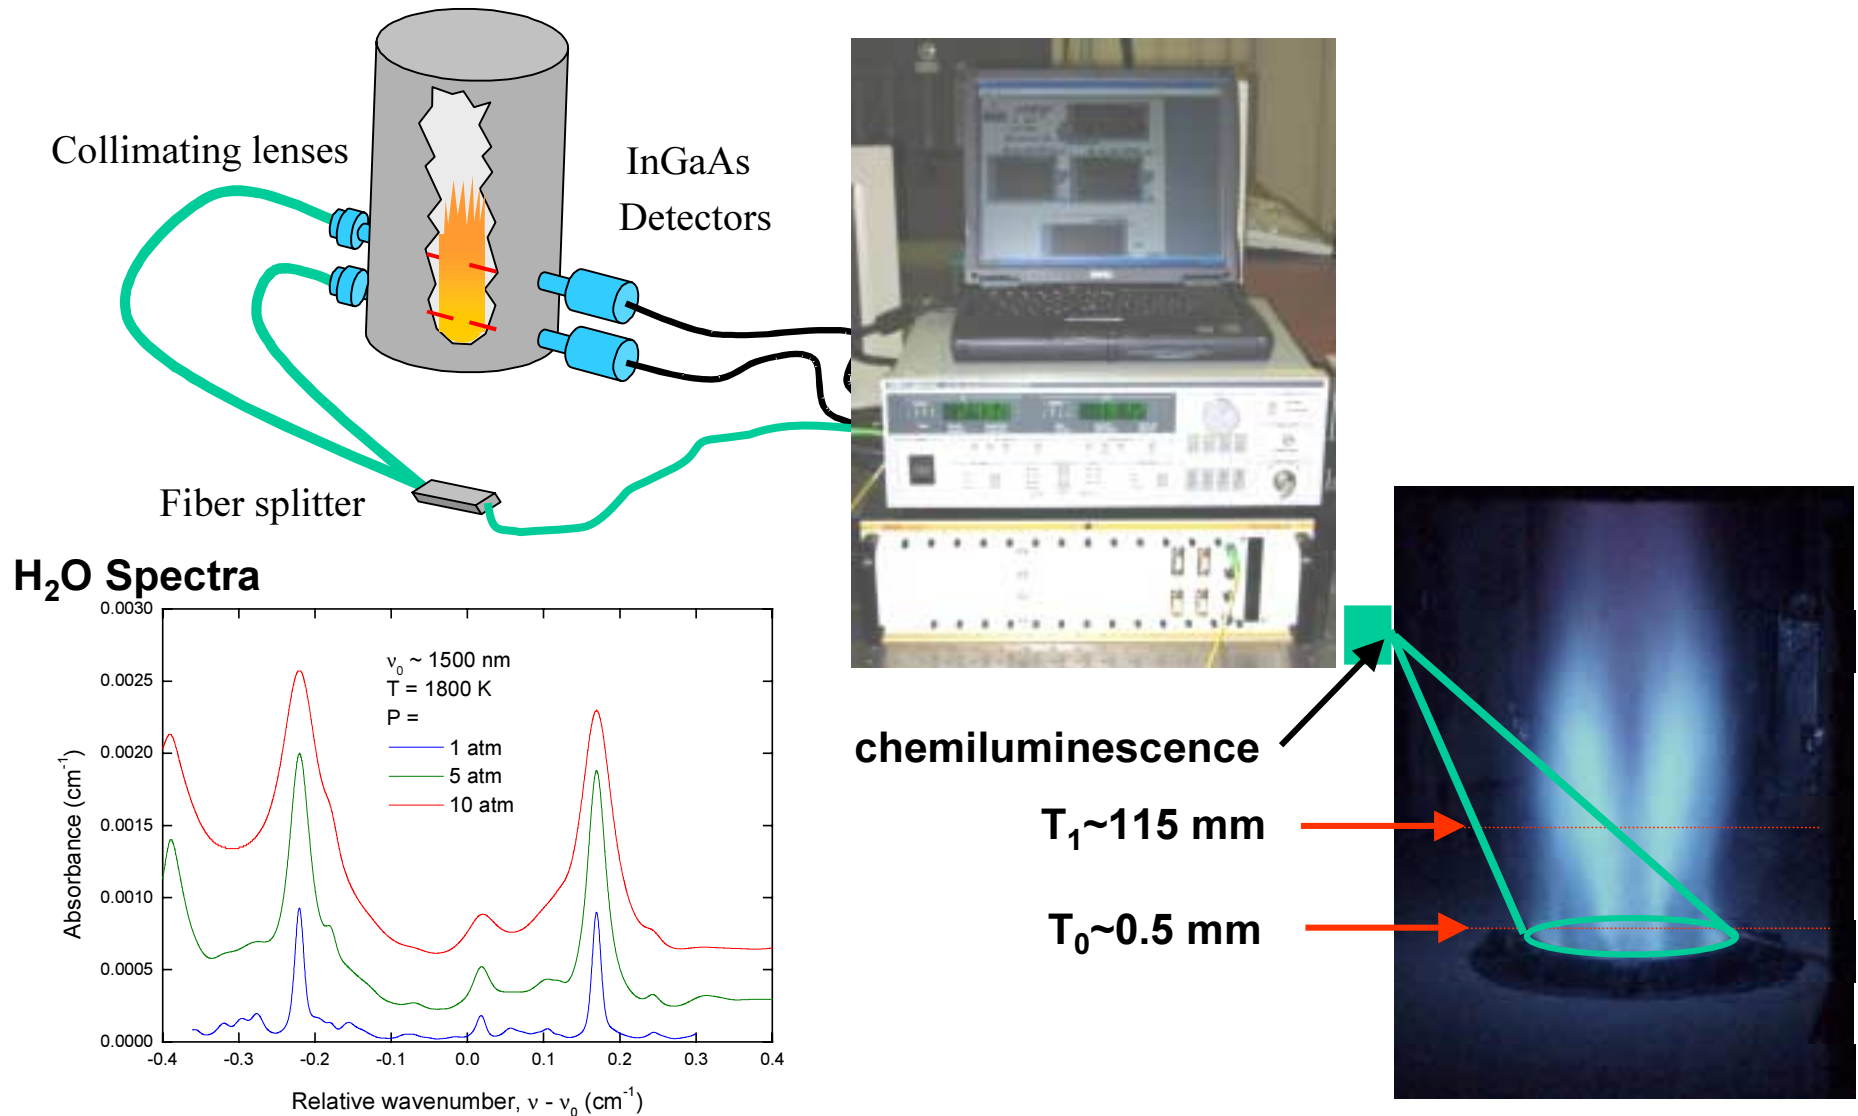 Collimating lenses
InGaAs
Detectors
Fiber splitter
H₂O Spectra
0.0030
0.0025
0.0020
0.0015
0.0010
0.0005
0.0000
Absorbance (cm⁻¹)
ν₀ ~ 1500 nm
T = 1800 K
P =
1 atm
5 atm
10 atm
-0.4 -0.3 -0.2 -0.1 0.0 0.1 0.2 0.3 0.4
Relative wavenumber, ν - ν₀ (cm⁻¹)
chemiluminescence
T₁~115 mm
T₀~0.5 mm